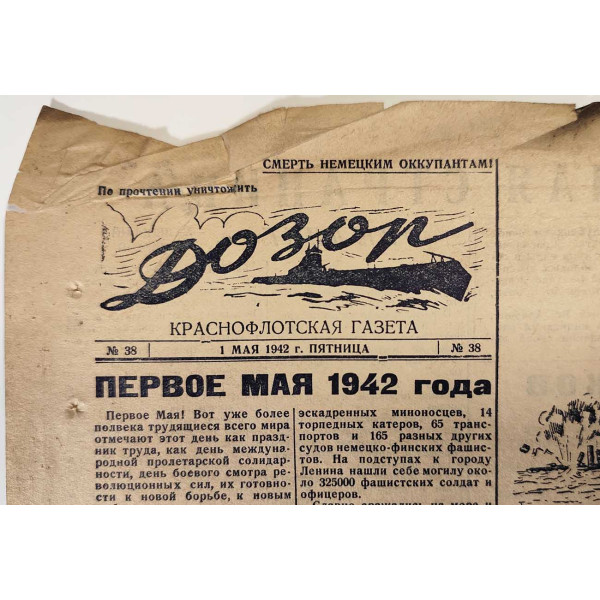 СМЕРТЬ НЕМЕЦКИМ ОККУПАНТАМ!
По прочтении уничтожить
Дозор
КРАСНОФЛОТСКАЯ ГАЗЕТА
№ 38 1 МАЯ 1942 г. ПЯТНИЦА № 38
ПЕРВОЕ МАЯ 1942 года
Первое Мая! Вот уже более
полвека трудящиеся всего мира
отмечают этот день как празд-
ник труда, как день междуна-
родной пролетарской солидар-
ности, день боевого смотра ре-
волюционных сил, их готовнос-
ти к новой борьбе, к новым
эскадренных миноносцев, 14
торпедных катеров, 65 транс-
портов и 165 разных других
судов немецко-финских фашис-
тов. На подступах к городу
Ленина нашли себе могилу око-
ло 325000 фашистских солдат и
офицеров.